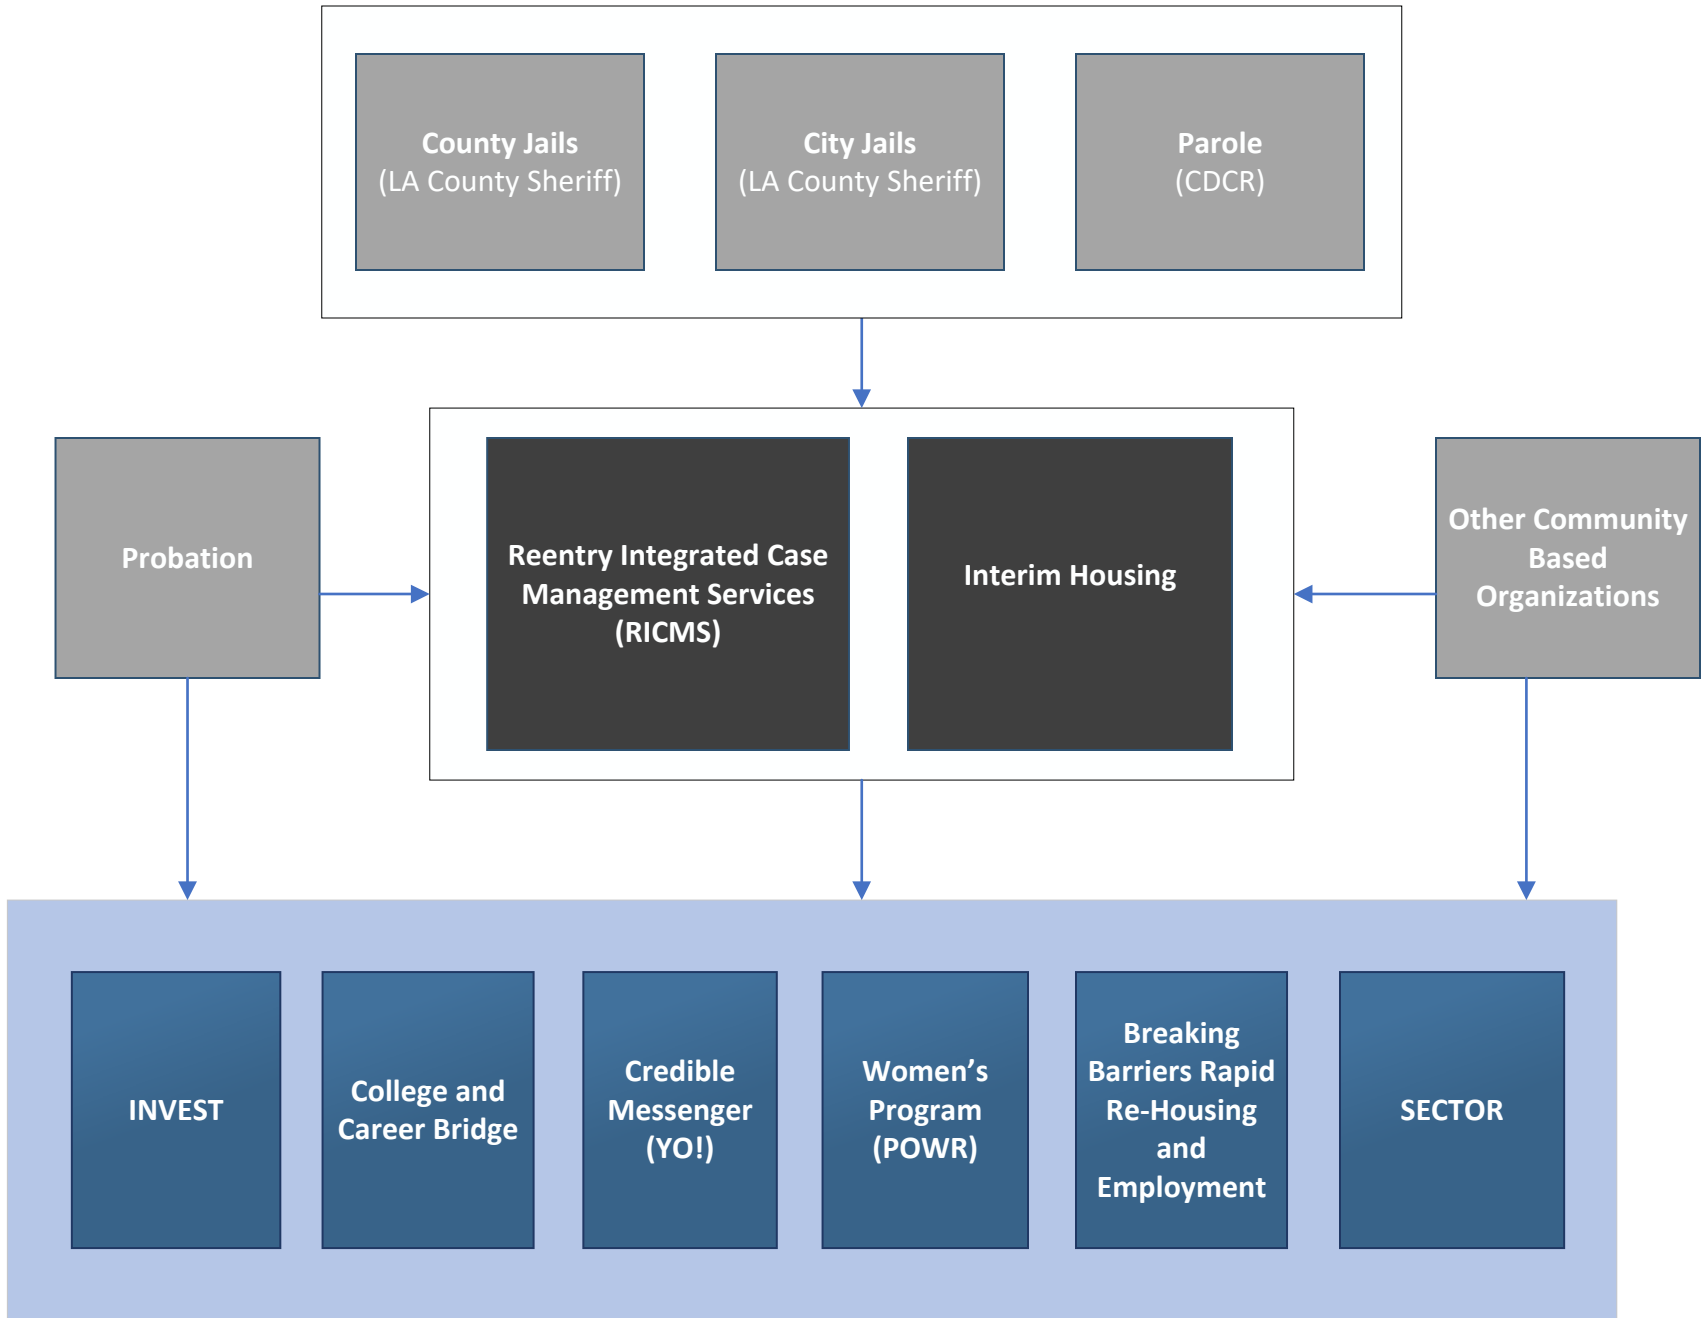 County Jails
(LA County Sheriff)
City Jails
(LA County Sheriff)
Parole
(CDCR)
Probation
Reentry Integrated Case
Management Services
(RICMS)
Interim Housing
Other Community
Based
Organizations
INVEST
College and
Career Bridge
Credible
Messenger
(YO!)
Women’s
Program
(POWR)
Breaking
Barriers Rapid
Re-Housing
and
Employment
SECTOR